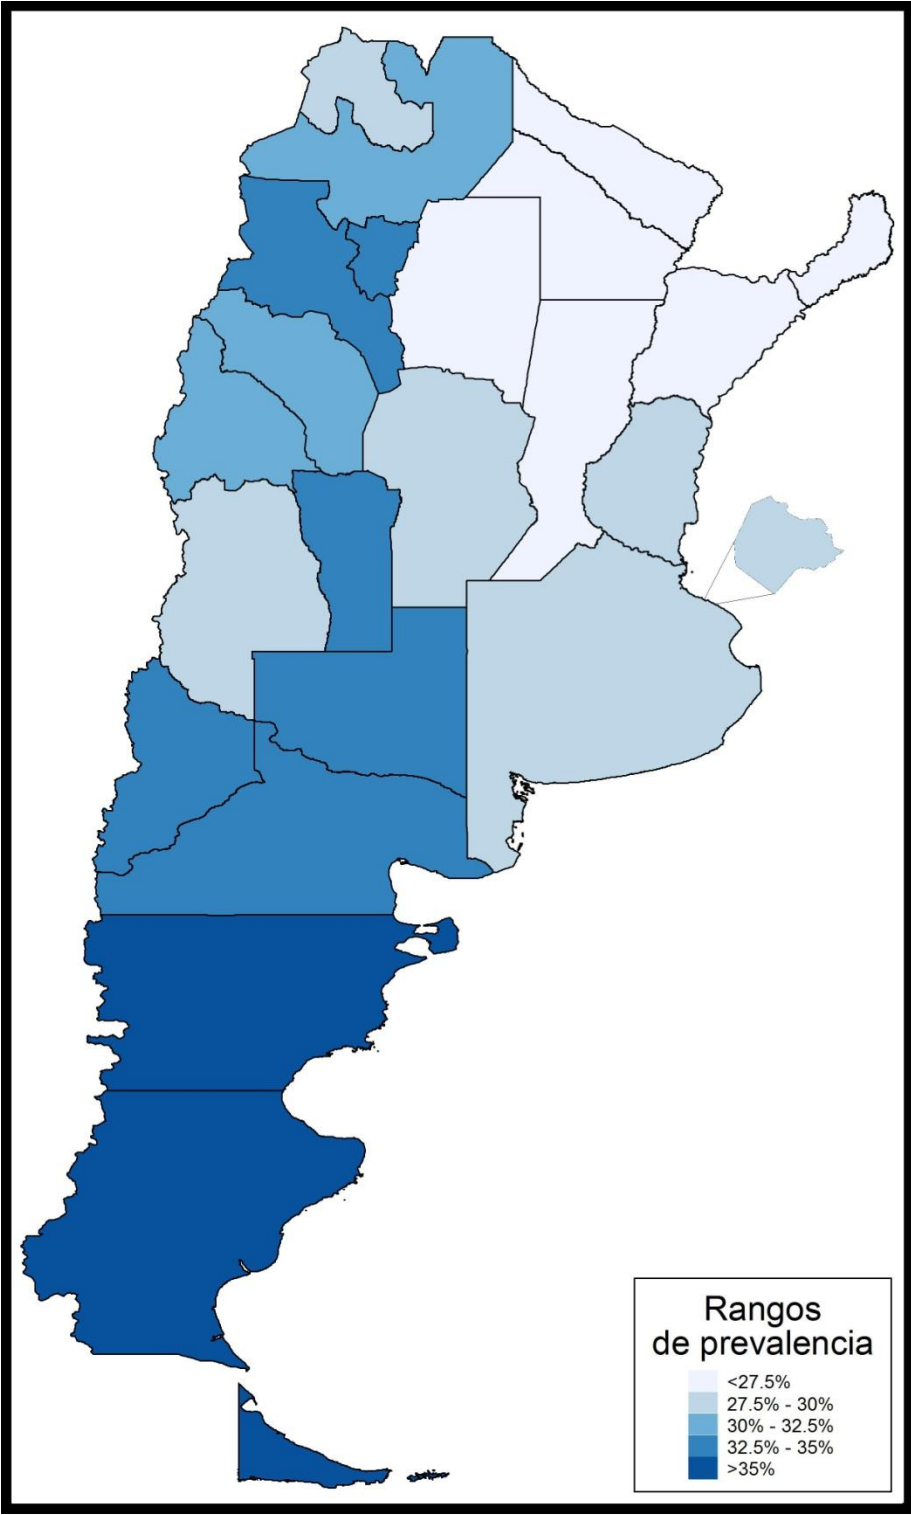 Rangos
de prevalencia
<27.5%
27.5% - 30%
30% - 32.5%
32.5% - 35%
>35%